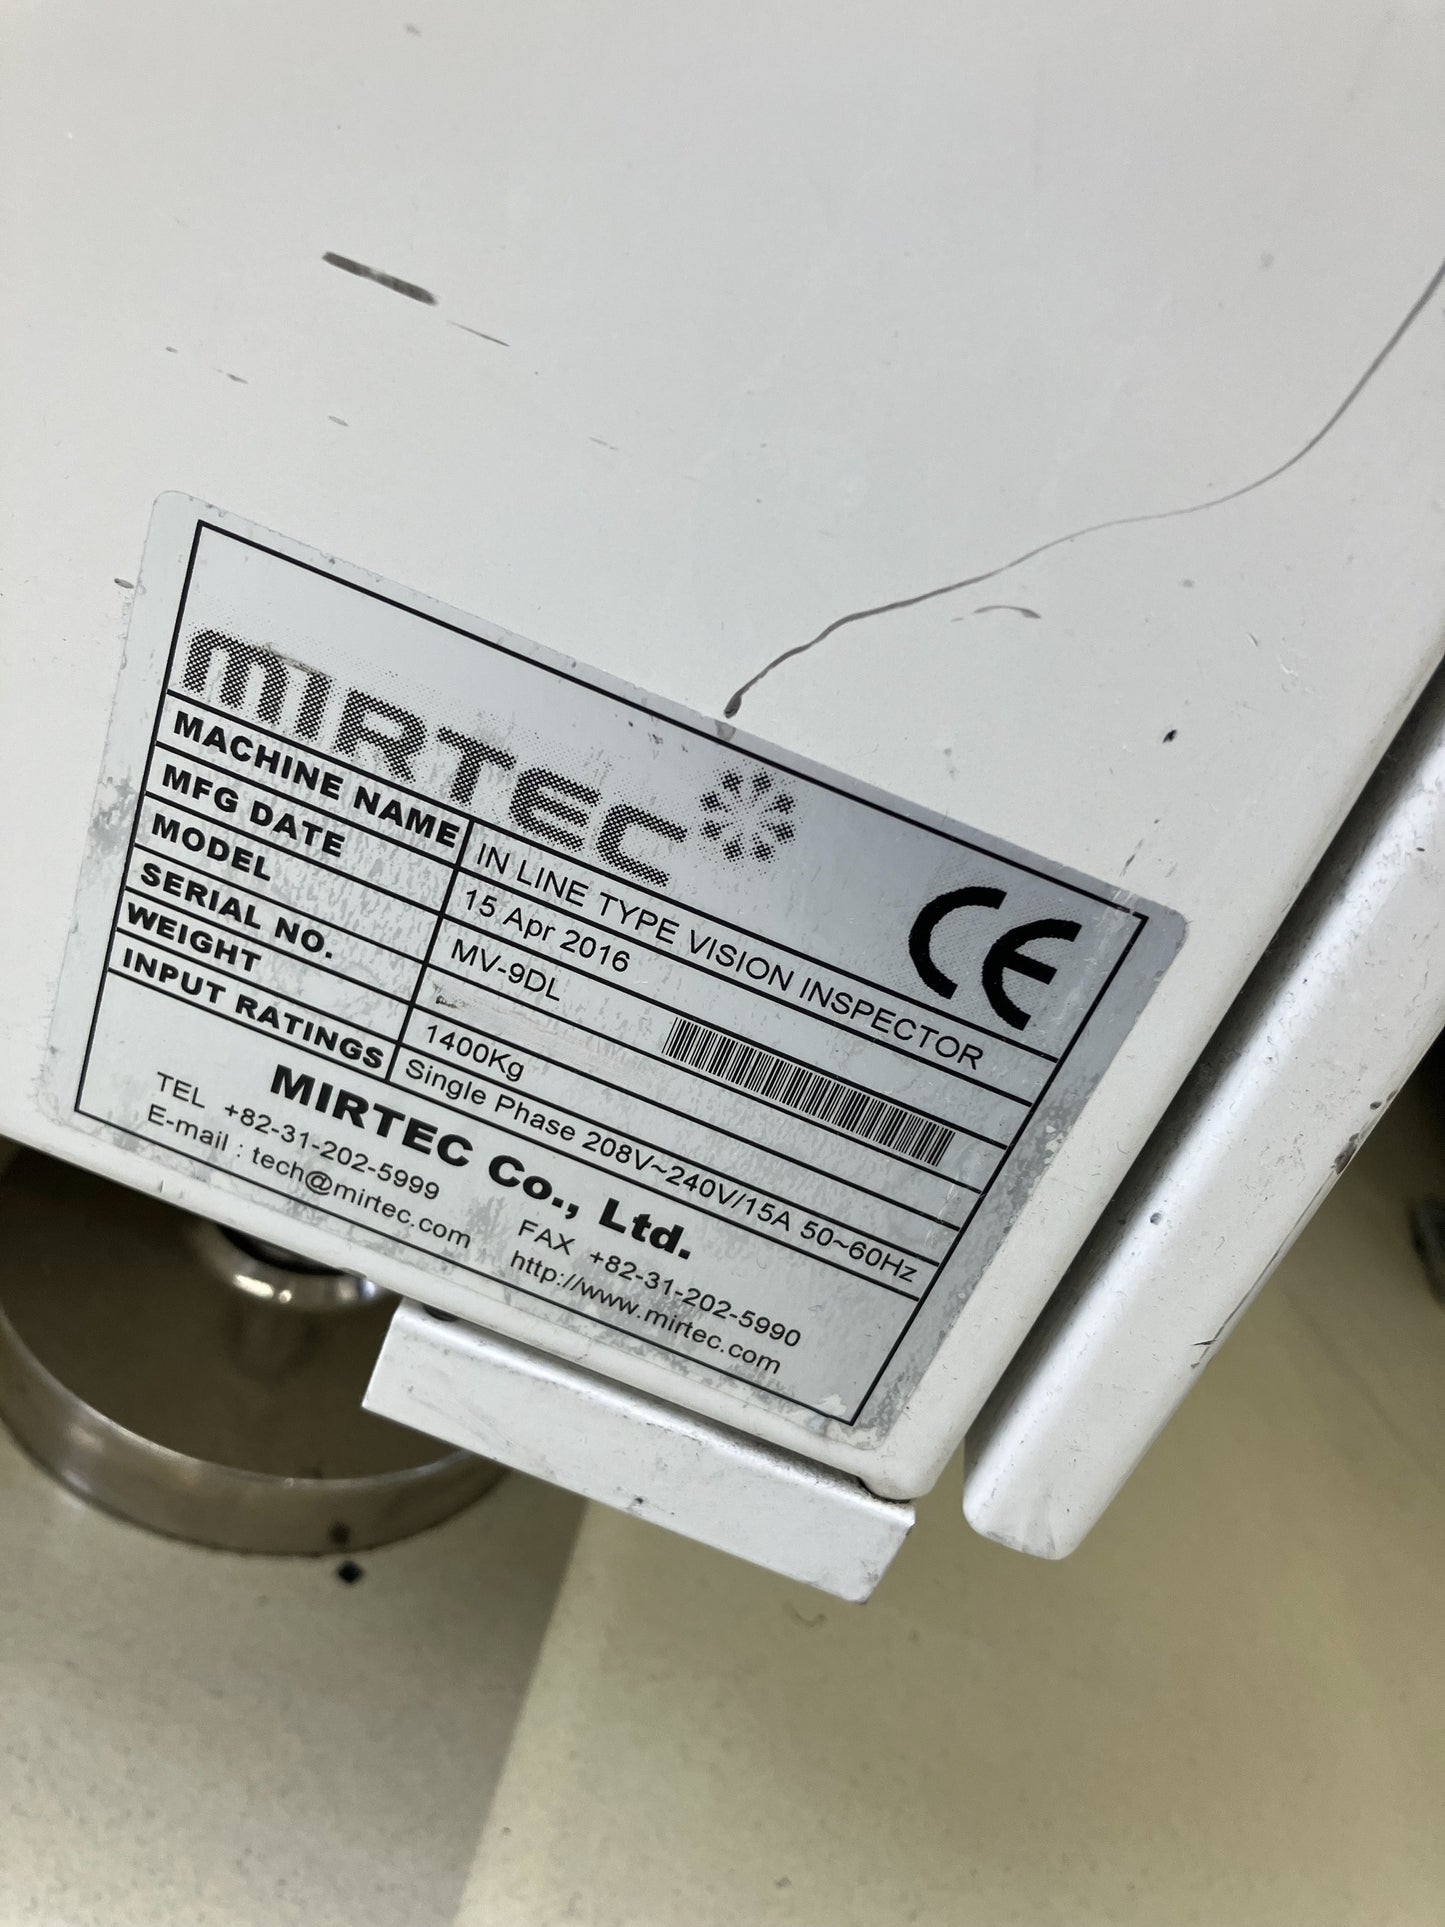 MIRTEC
CE
MACHINE NAME IN LINE TYPE VISION INSPECTOR
MFG DATE 15 Apr 2016
MODEL MV-9DL
SERIAL NO.
WEIGHT 1400Kg
INPUT RATINGS Single Phase 208V~240V/15A 50~60Hz
MIRTEC Co., Ltd.
TEL +82-31-202-5999 FAX +82-31-202-5990
E-mail : tech@mirtec.com http://www.mirtec.com